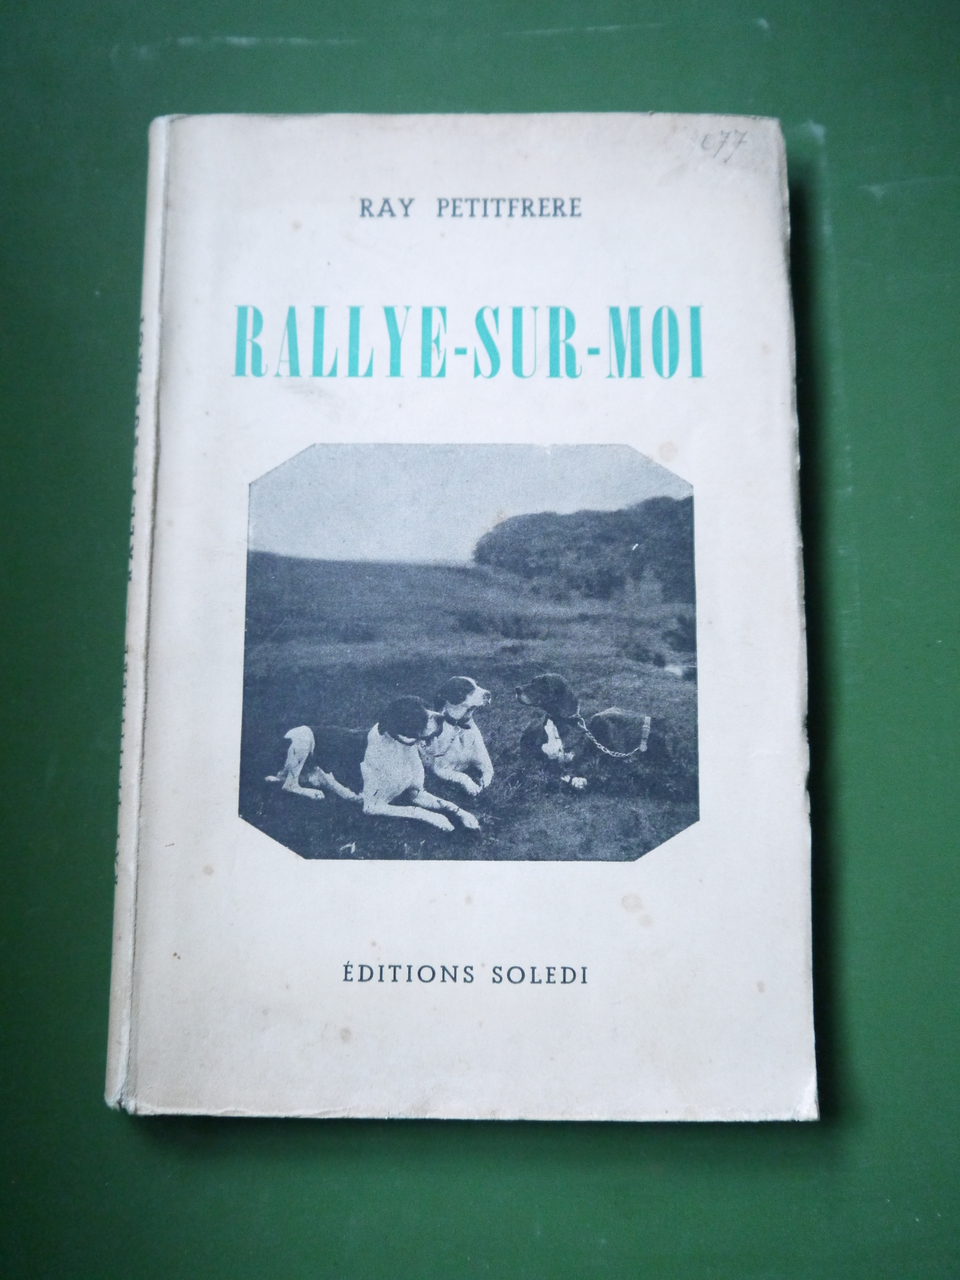 RAY PETITFRERE
RALLYE-SUR-MOI
ÉDITIONS SOLEDI